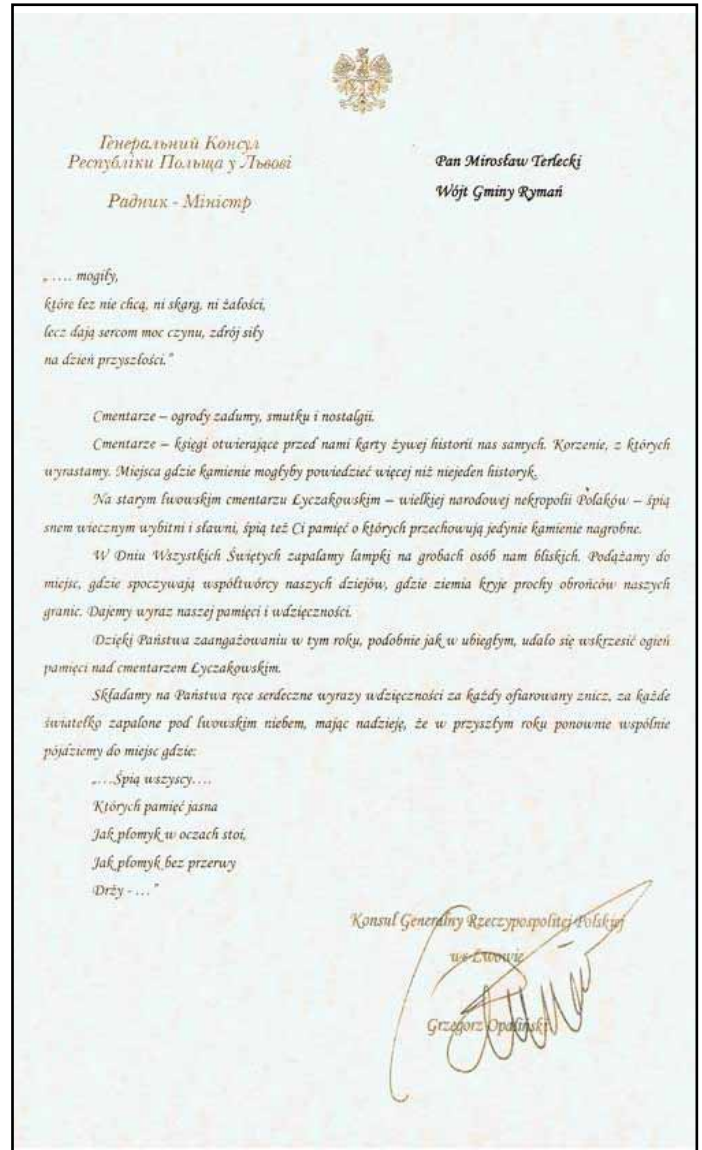 Генеральний Консул
Республіки Польща у Львові
Радник - Міністр
Pan Mirosław Terlecki
Wójt Gminy Rymań
„ .... mogiły,
które łez nie chcą, ni skarg, ni żałości,
lecz dają sercom moc czynu, zdrój siły
na dzień przyszłości.”
Cmentarze – ogrody zadumy, smutku i nostalgii.
Cmentarze – księgi otwierające przed nami karty żywej historii nas samych. Korzenie, z których
wyrastamy. Miejsca gdzie kamienie mogłyby powiedzieć więcej niż niejeden historyk.
Na starym lwowskim cmentarzu Łyczakowskim – wielkiej narodowej nekropolii Polaków – śpią
snem wiecznym wybitni i sławni, śpią też Ci pamięć o których przechowują jedynie kamienie nagrobne.
W Dniu Wszystkich Świętych zapalamy lampki na grobach osób nam bliskich. Podążamy do
miejsc, gdzie spoczywają współtwórcy naszych dziejów, gdzie ziemia kryje prochy obrońców naszych
granic. Dajemy wyraz naszej pamięci i wdzięczności.
Dzięki Państwa zaangażowaniu w tym roku, podobnie jak w ubiegłym, udało się wskrzesić ogień
pamięci nad cmentarzem Łyczakowskim.
Składamy na Państwa ręce serdeczne wyrazy wdzięczności za każdy ofiarowany znicz, za każde
światełko zapalone pod lwowskim niebem, mając nadzieję, że w przyszłym roku ponownie wspólnie
pójdziemy do miejsc gdzie:
„...Śpią wszyscy....
Których pamięć jasna
Jak płomyk w oczach stoi,
Jak płomyk bez przerwy
Drży - ...”
Konsul Generalny Rzeczypospolitej Polskiej
we Lwowie
Grzegorz Opaliński